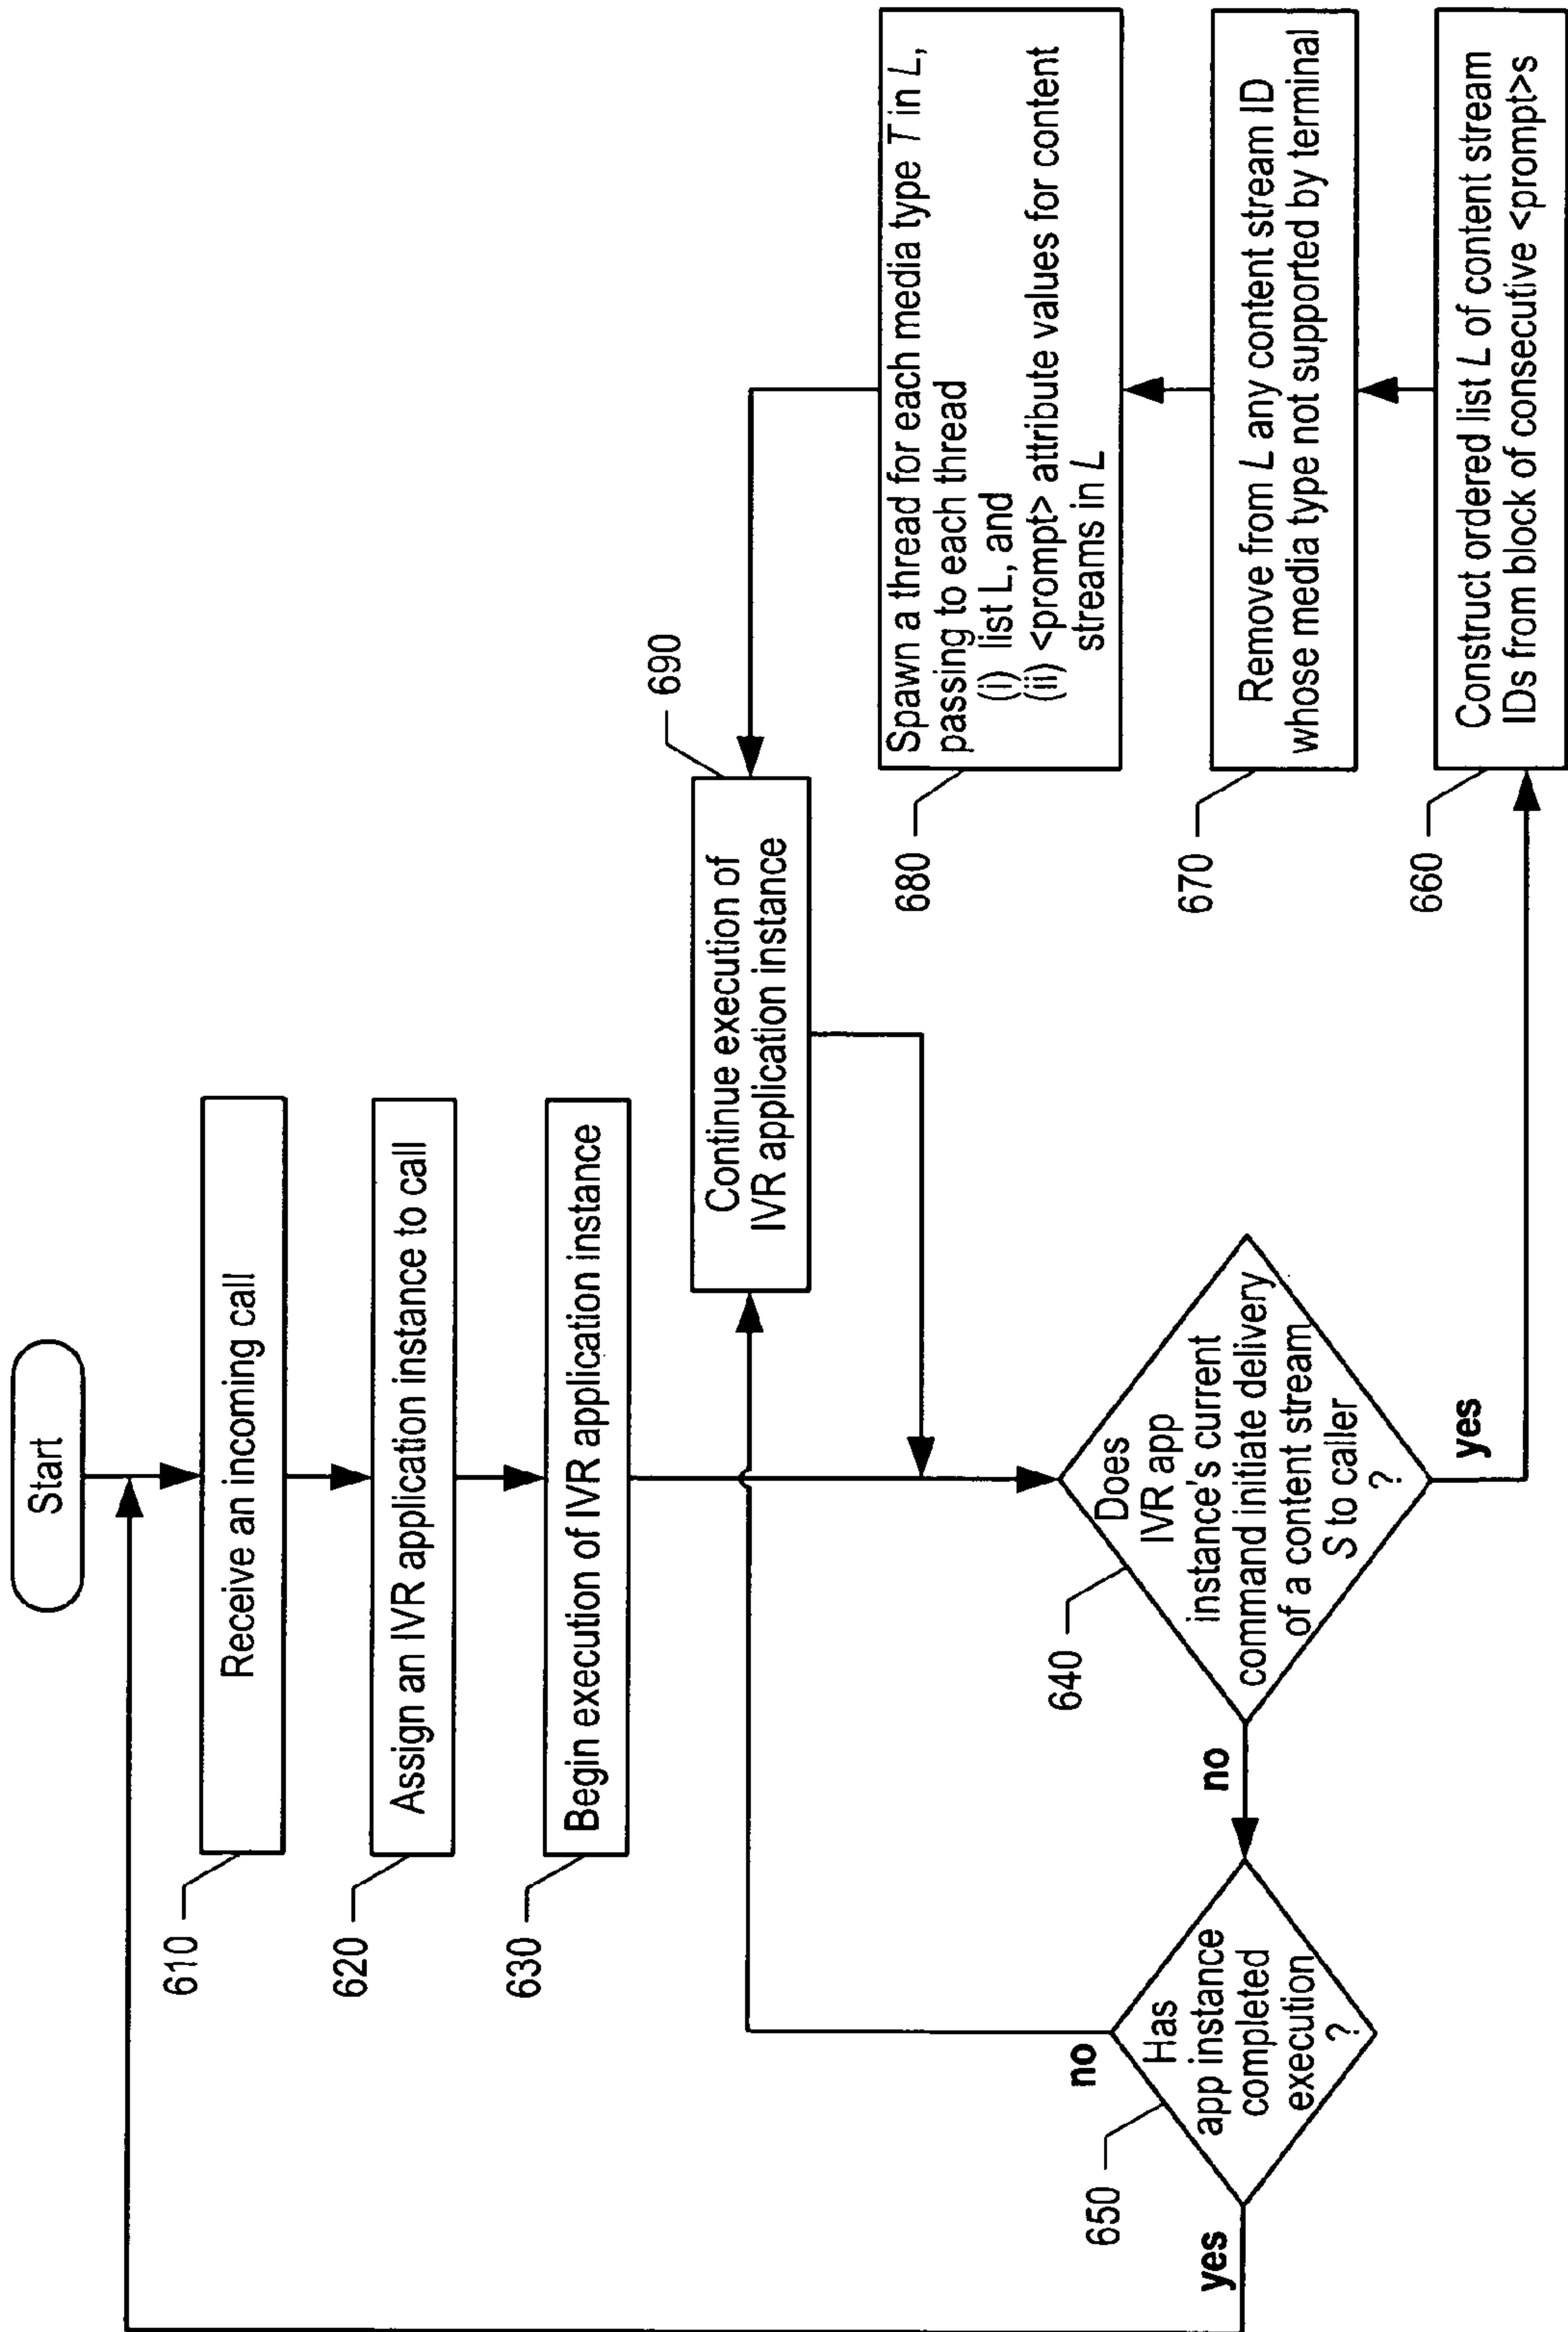 Start
Receive an incoming call
610
Assign an IVR application instance to call
620
Begin execution of IVR application instance
630
Continue execution of
IVR application instance
690
Does
IVR app
instance's current
command initiate delivery
of a content stream
S to caller
?
640
no
yes
Has
app instance
completed
execution
?
650
no
yes
Spawn a thread for each media type T in L,
passing to each thread
(i) list L, and
(ii) <prompt> attribute values for content
streams in L
680
Remove from L any content stream ID
whose media type not supported by terminal
670
Construct ordered list L of content stream
IDs from block of consecutive <prompt>s
660